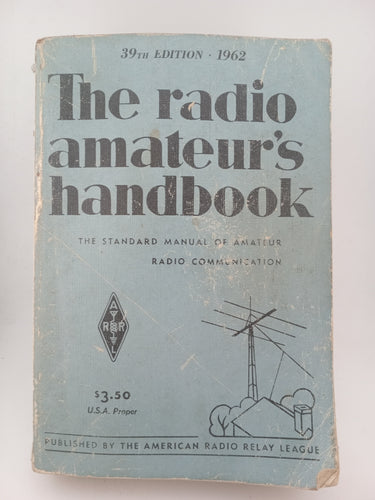 39TH EDITION · 1962
The radio
amateur's
handbook
THE STANDARD MANUAL OF AMATEUR
RADIO COMMUNICATION
A
R R
L
$3.50
U.S.A. Proper
PUBLISHED BY THE AMERICAN RADIO RELAY LEAGUE